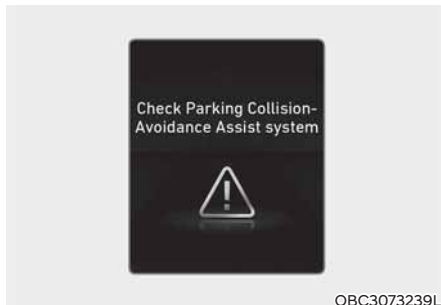 Check Parking Collision-
Avoidance Assist system
OBC3073239L